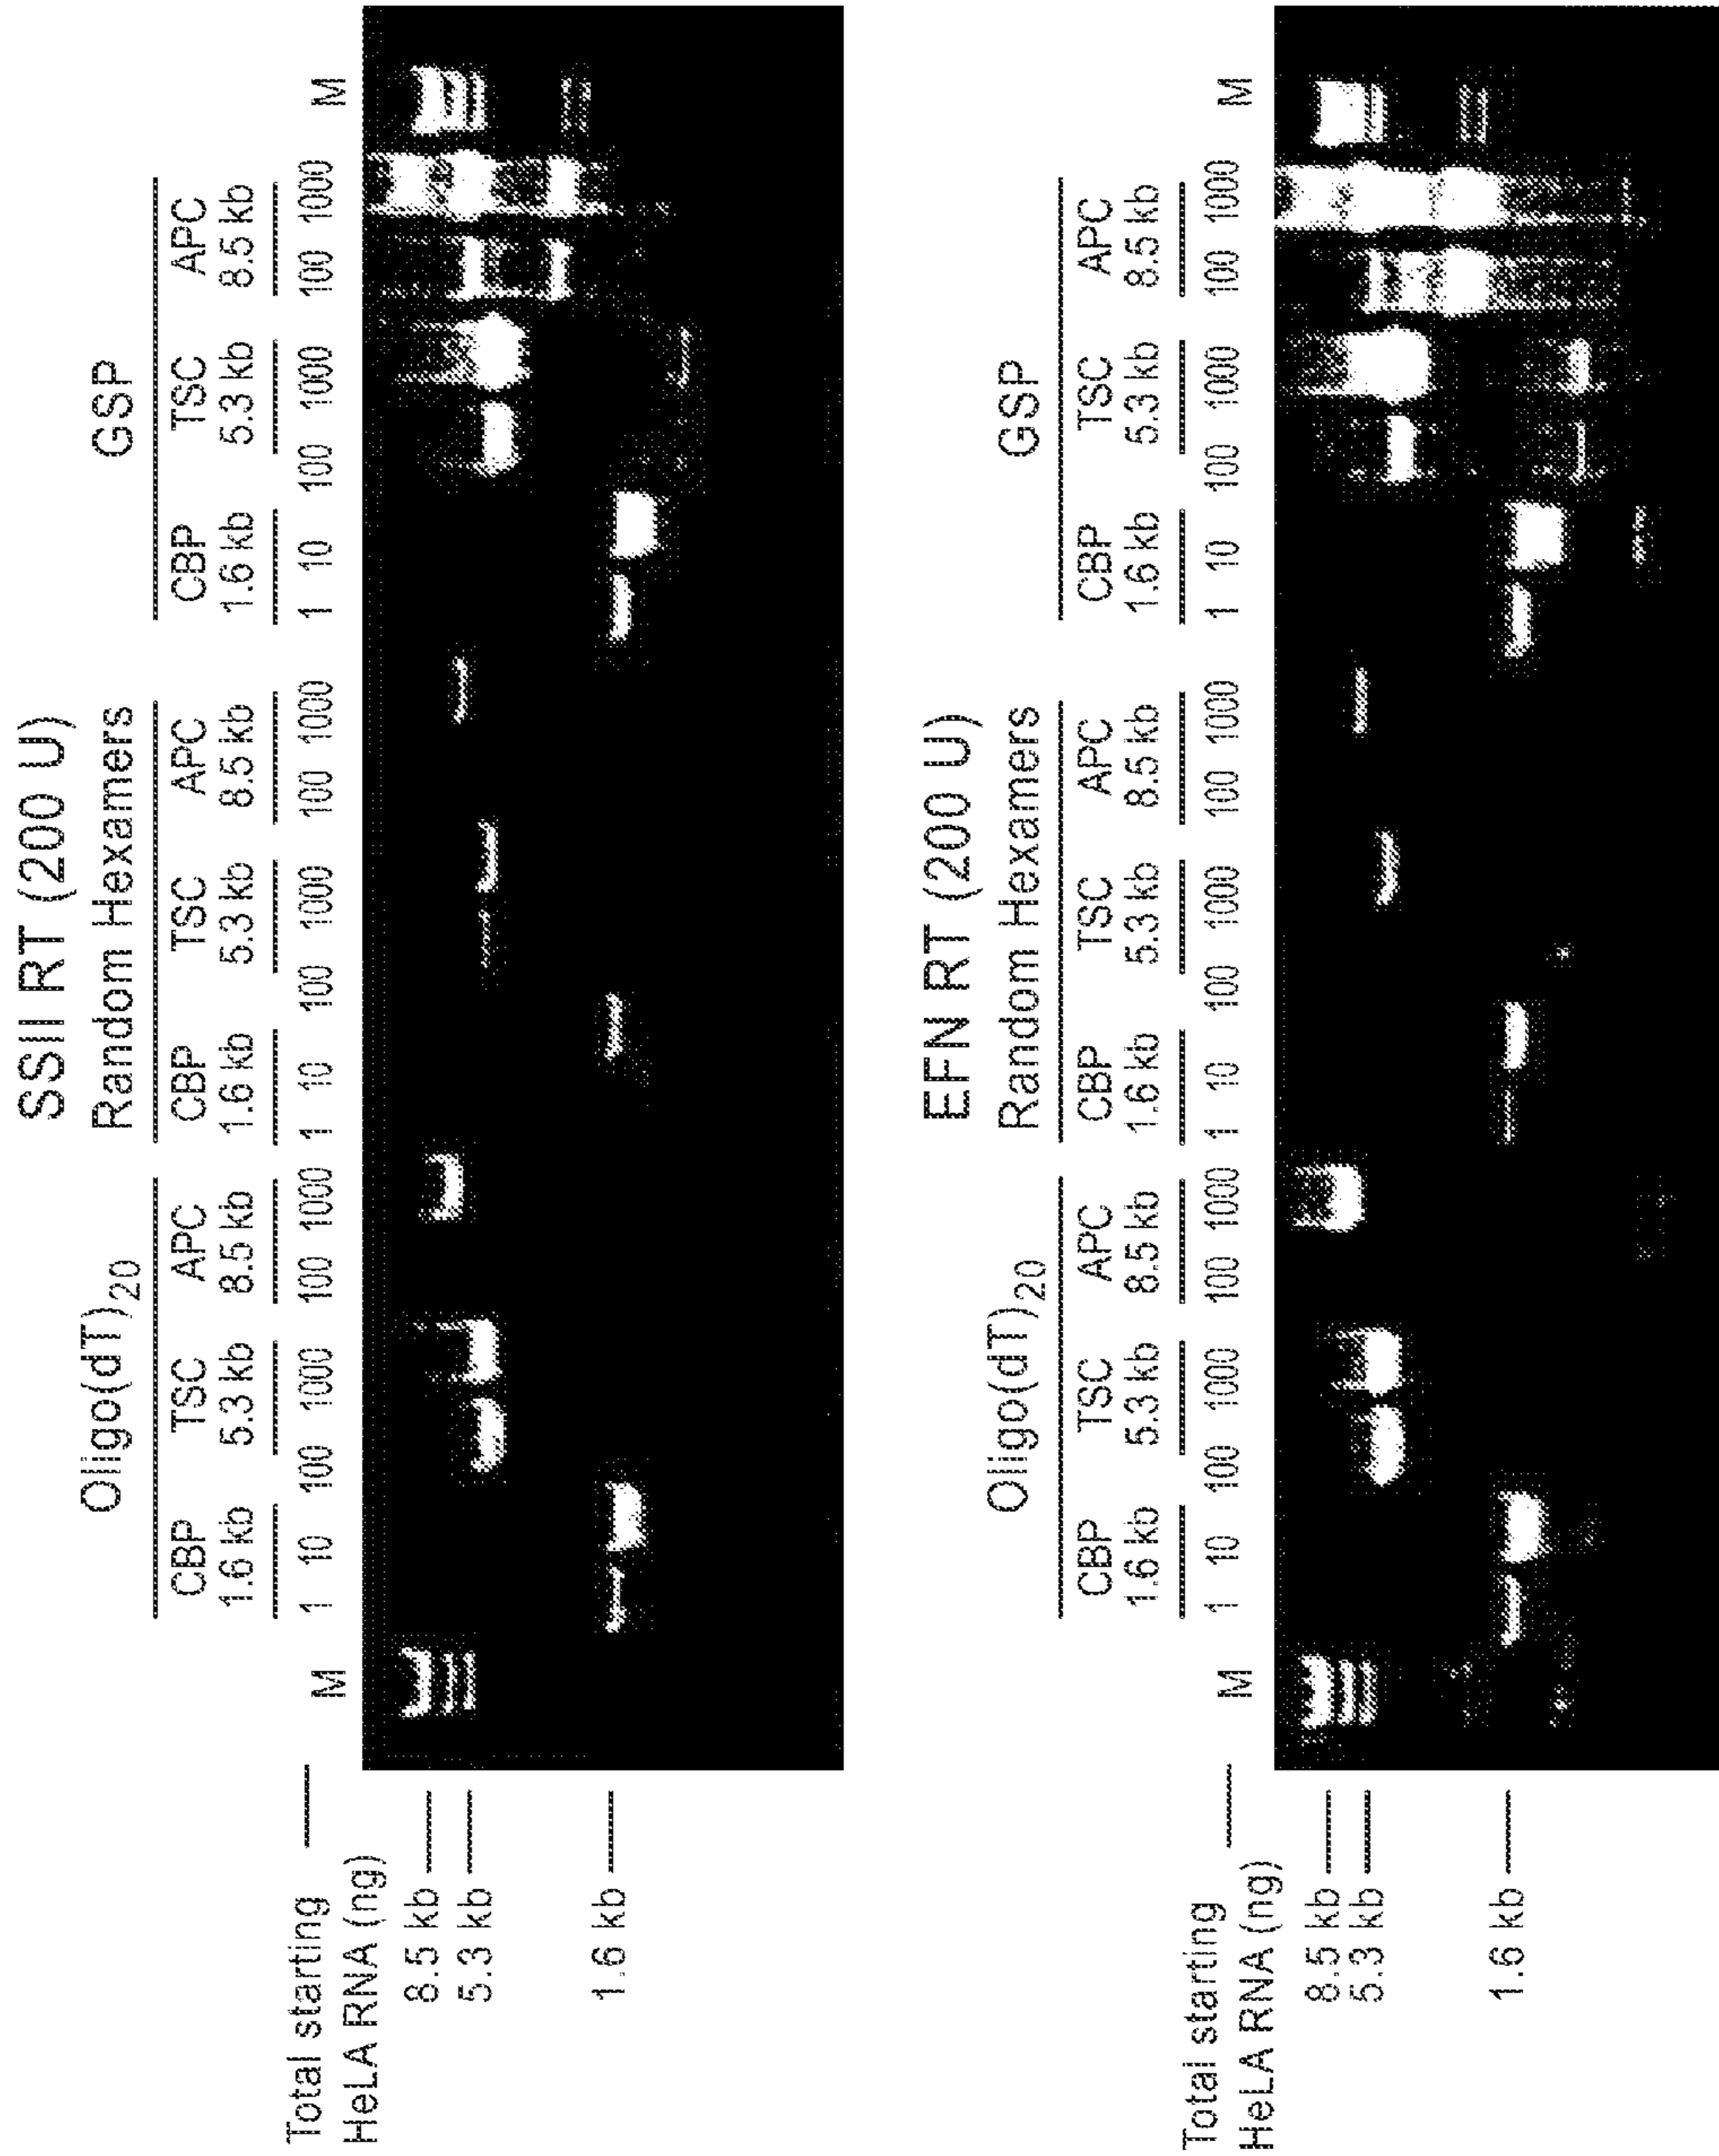 SSII RT (200 U)
Oligo(dT)20 Random Hexamers GSP
CBP TSC APC CBP TSC APC CBP TSC APC
1.6 kb 5.3 kb 8.5 kb 1.6 kb 5.3 kb 8.5 kb 1.6 kb 5.3 kb 8.5 kb
Total starting
HeLA RNA (ng)
M 1 10 100 1000 100 1000 1 10 100 1000 100 1000 1 10 100 1000 100 1000 M
8.5 kb
5.3 kb
1.6 kb
EFN RT (200 U)
Oligo(dT)20 Random Hexamers GSP
CBP TSC APC CBP TSC APC CBP TSC APC
1.6 kb 5.3 kb 8.5 kb 1.6 kb 5.3 kb 8.5 kb 1.6 kb 5.3 kb 8.5 kb
Total starting
HeLA RNA (ng)
M 1 10 100 1000 100 1000 1 10 100 1000 100 1000 1 10 100 1000 100 1000 M
8.5 kb
5.3 kb
1.6 kb